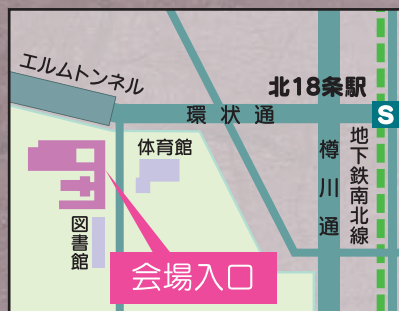 エルムトンネル
北18条駅
S
環状通
体育館
樽川通
地下鉄南北線
図書館
会場入口